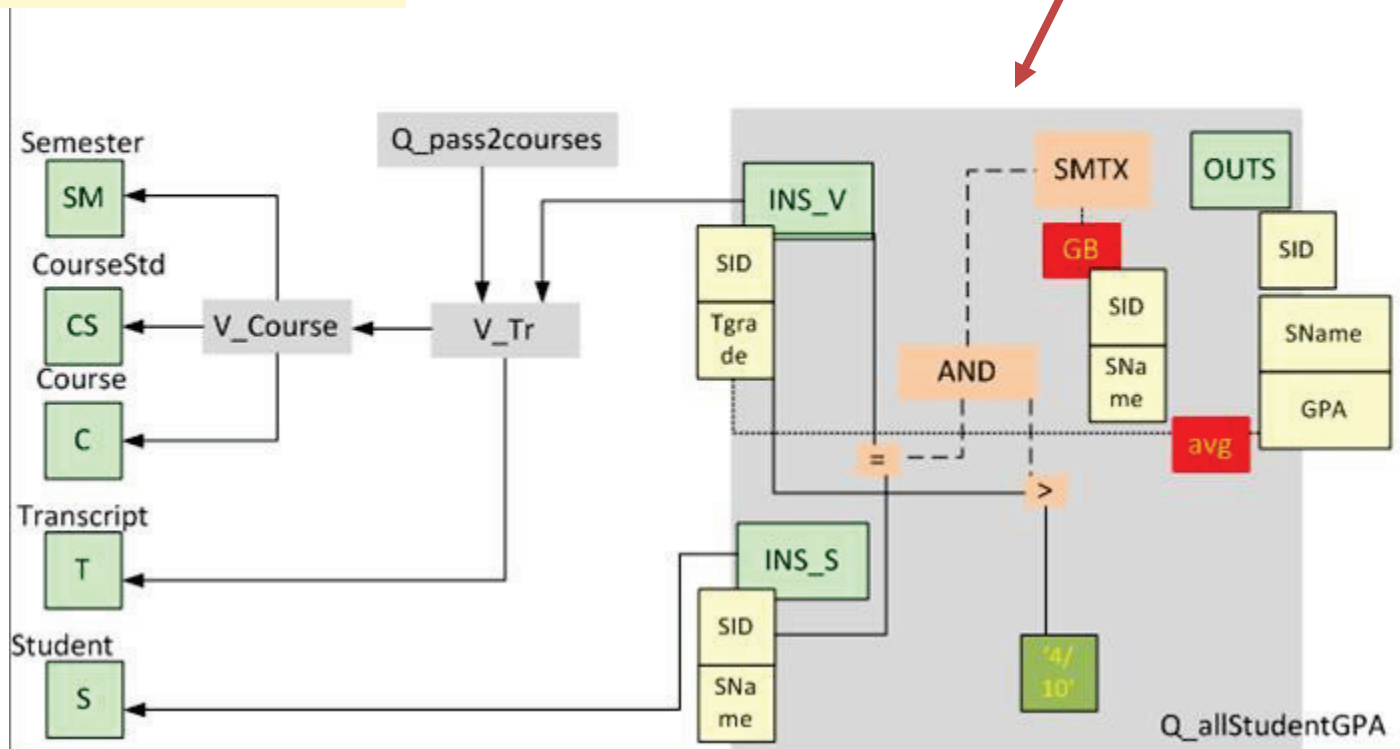 Semester
SM
CourseStd
CS
Course
C
Transcript
T
Student
S
V_Course
Q_pass2courses
V_Tr
INS_V
SID
Tgra
de
INS_S
SID
SNa
me
SMTX
GB
SID
SNa
me
AND
=
>
'4/
10'
OUTS
SID
SName
GPA
avg
Q_allStudentGPA